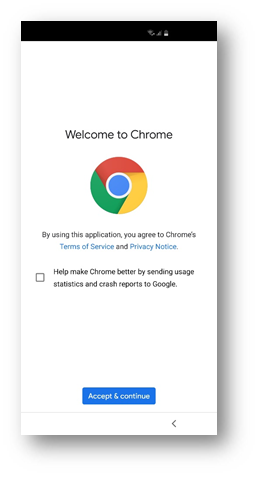 Welcome to Chrome
By using this application, you agree to Chrome's
Terms of Service and Privacy Notice.
Help make Chrome better by sending usage
statistics and crash reports to Google.
Accept & continue